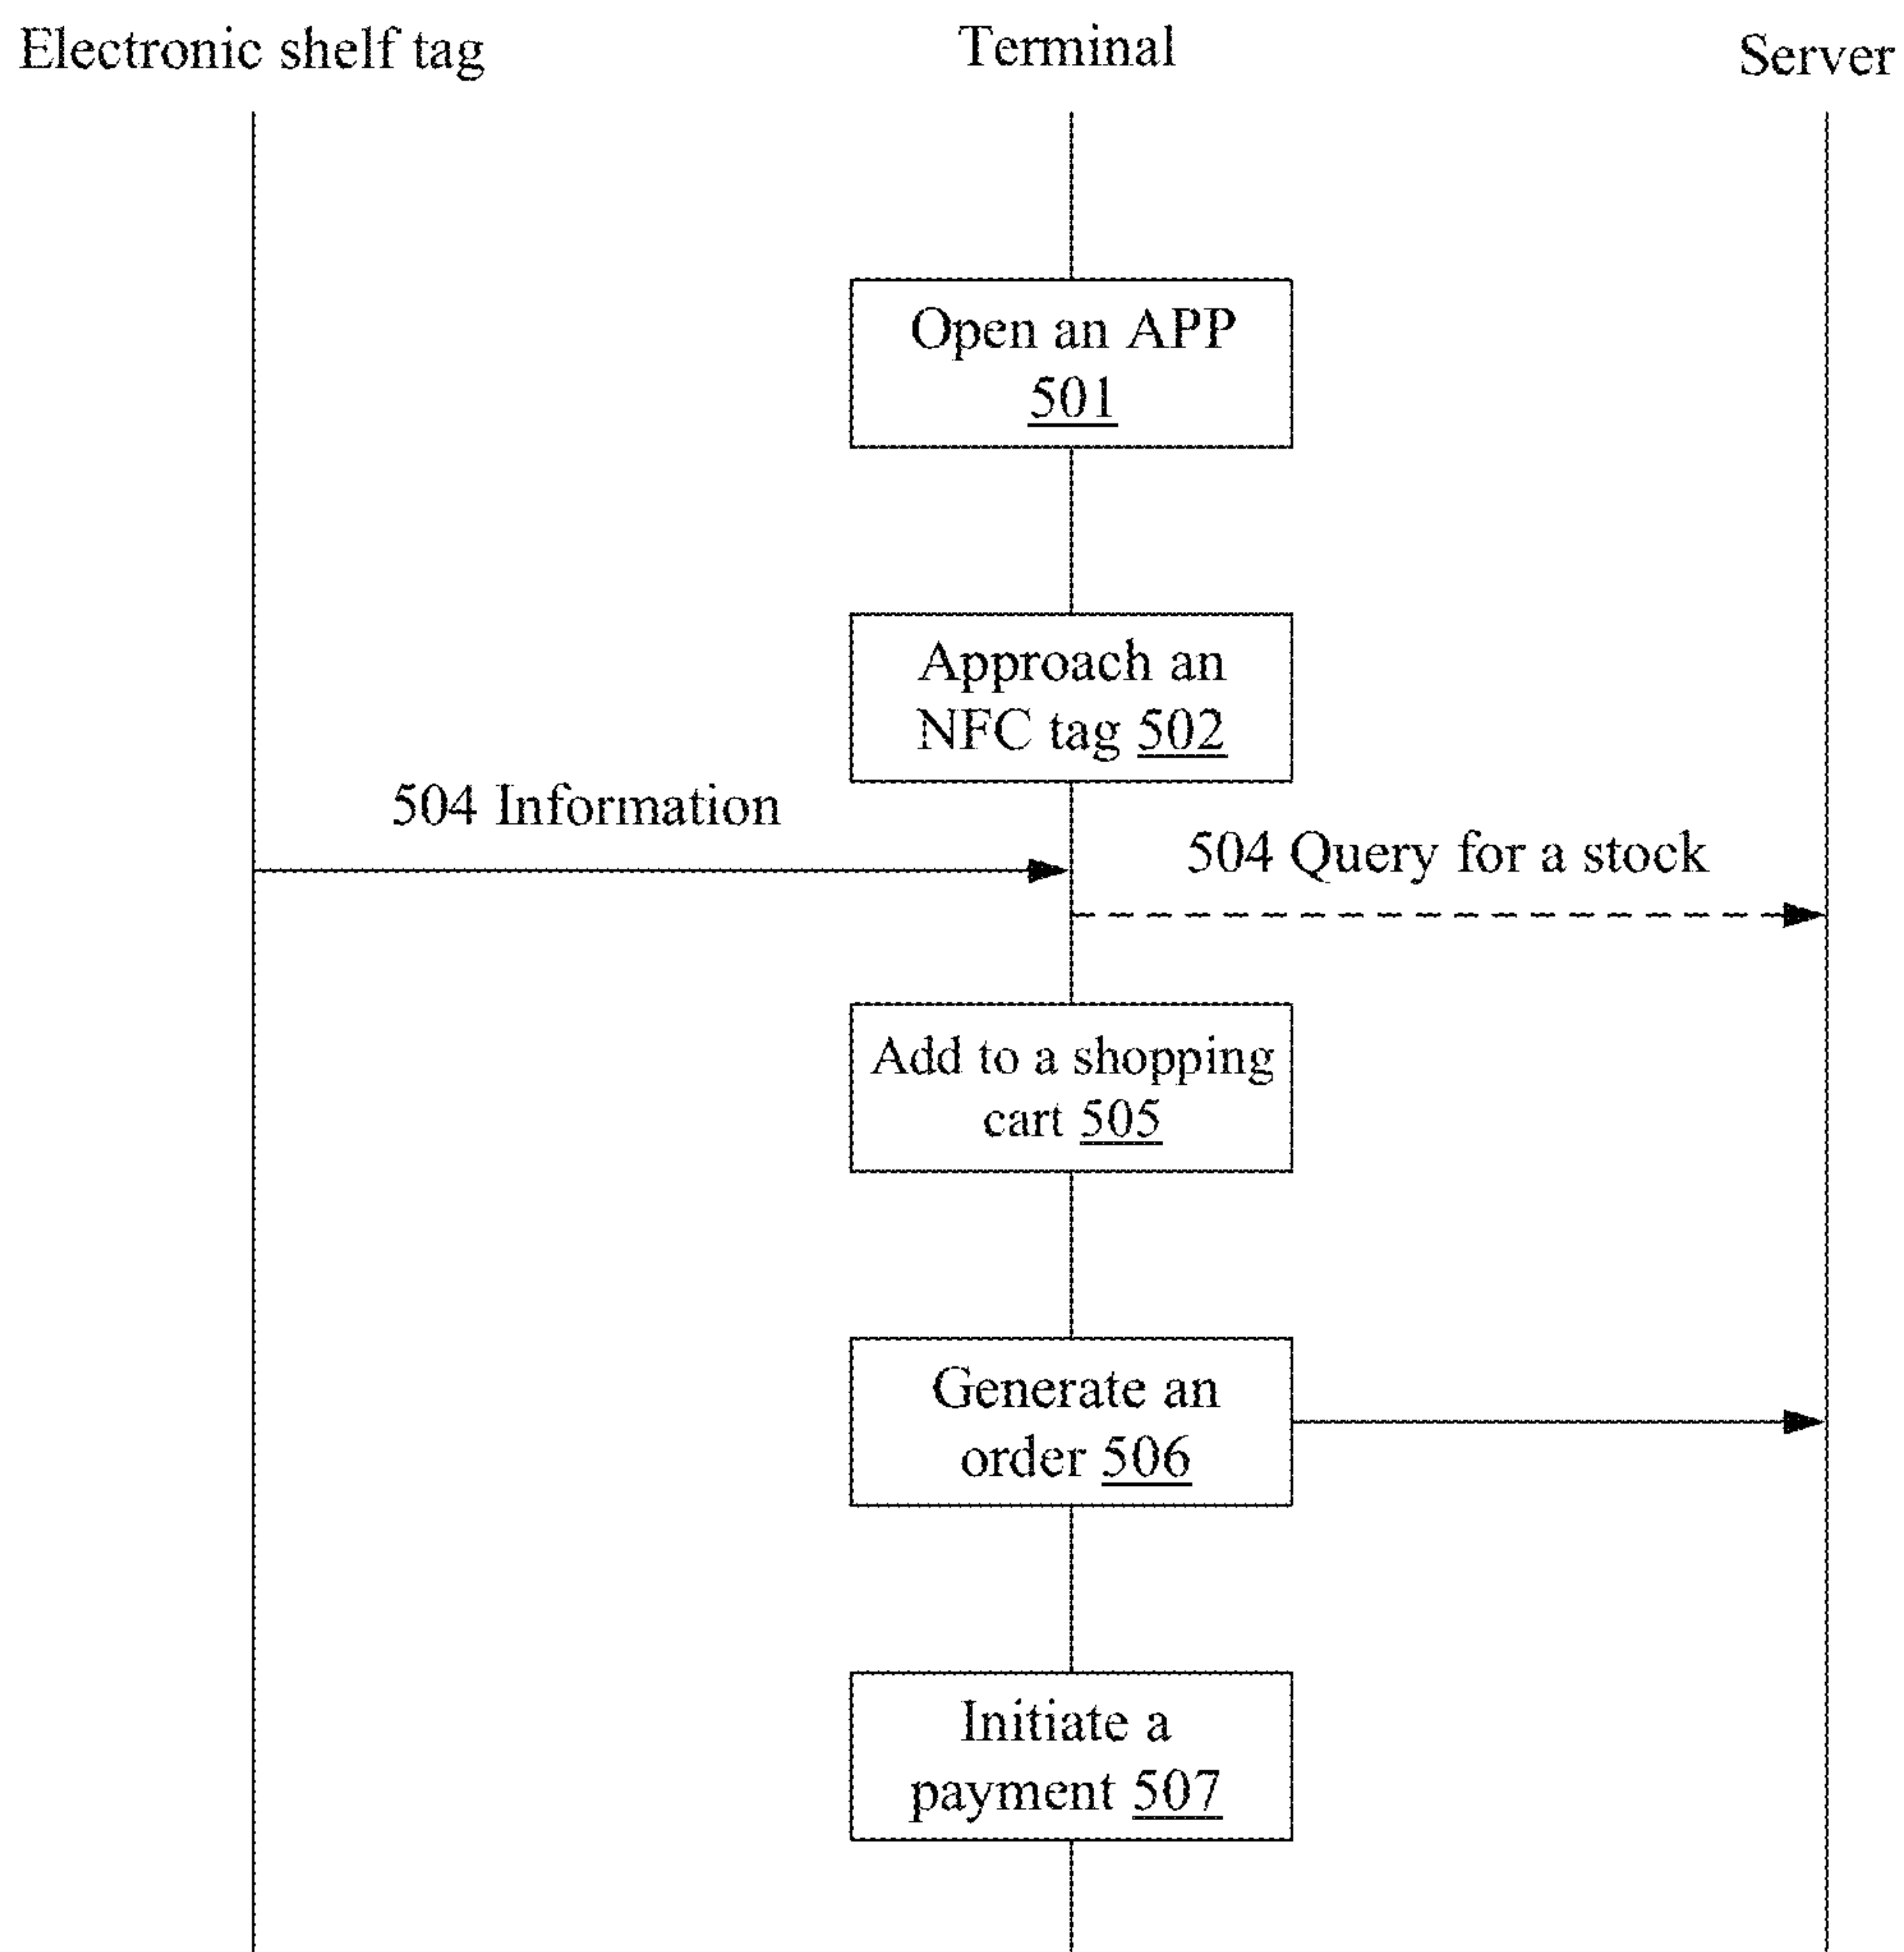 Electronic shelf tag
Terminal
Server
Open an APP
501
Approach an
NFC tag 502
504 Information
504 Query for a stock
Add to a shopping
cart 505
Generate an
order 506
Initiate a
payment 507